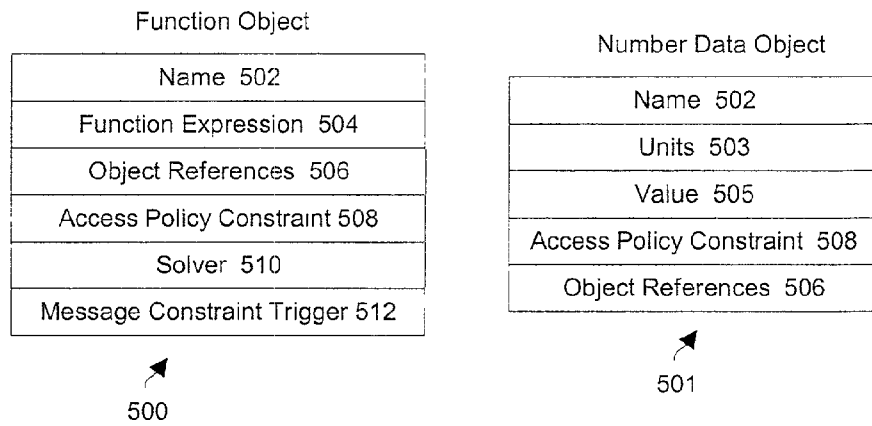 Function Object
Name 502
Function Expression 504
Object References 506
Access Policy Constraint 508
Solver 510
Message Constraint Trigger 512
500
Number Data Object
Name 502
Units 503
Value 505
Access Policy Constraint 508
Object References 506
501